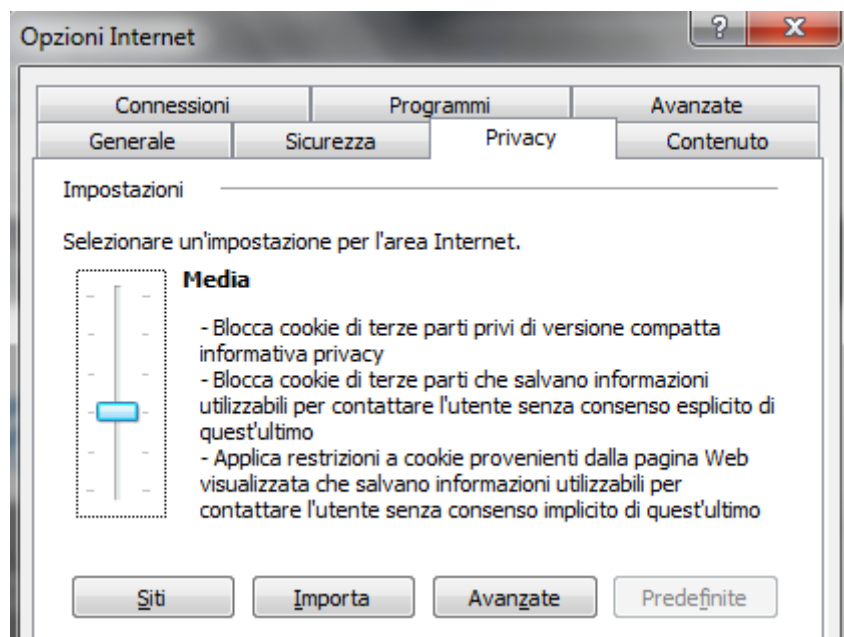 Opzioni Internet
?
X
Connessioni Programmi Avanzate
Generale Sicurezza Privacy Contenuto
Impostazioni
Selezionare un'impostazione per l'area Internet.
Media
- Blocca cookie di terze parti privi di versione compatta
informativa privacy
- Blocca cookie di terze parti che salvano informazioni
utilizzabili per contattare l'utente senza consenso esplicito di
quest'ultimo
- Applica restrizioni a cookie provenienti dalla pagina Web
visualizzata che salvano informazioni utilizzabili per
contattare l'utente senza consenso implicito di quest'ultimo
Siti Importa Avanzate Predefinite